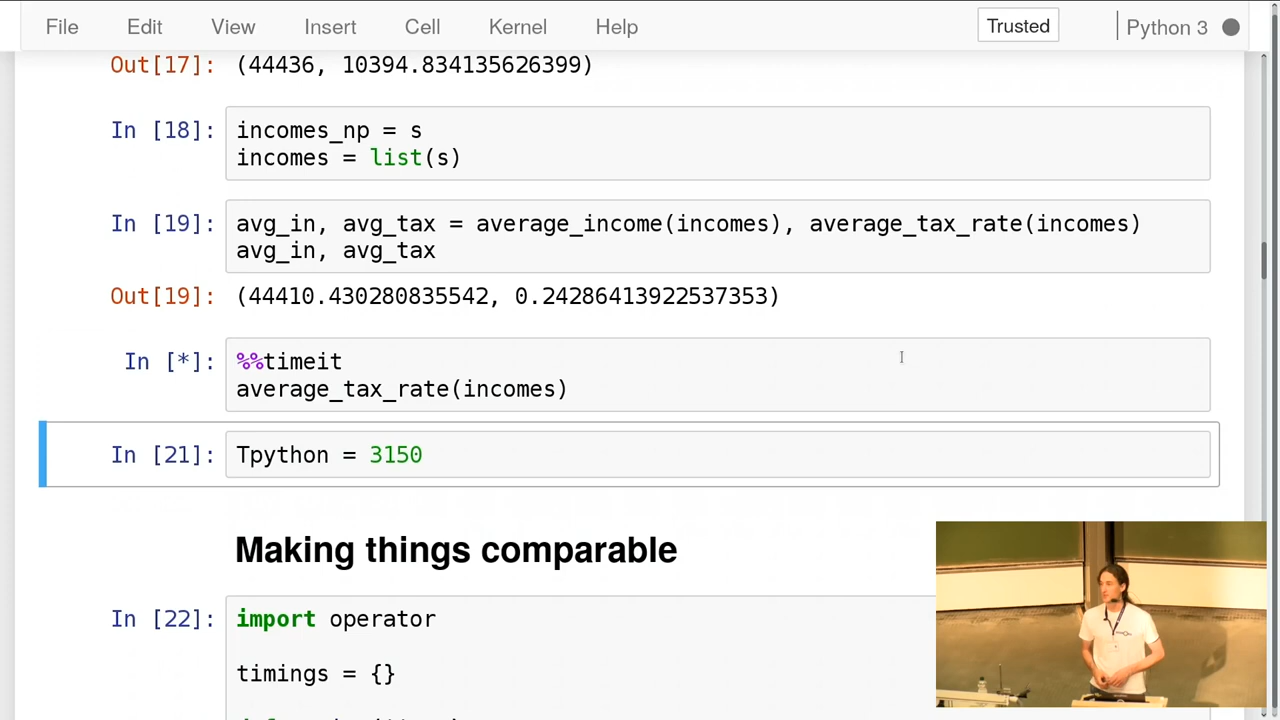 File Edit View Insert Cell Kernel Help Trusted Python 3
Out[17]: (44436, 10394.834135626399)
In [18]: incomes_np = s
incomes = list(s)
In [19]: avg_in, avg_tax = average_income(incomes), average_tax_rate(incomes)
avg_in, avg_tax
Out[19]: (44410.430280835542, 0.24286413922537353)
In [*]: %%timeit
average_tax_rate(incomes)
In [21]: Tpython = 3150
Making things comparable
In [22]: import operator
timings = {}